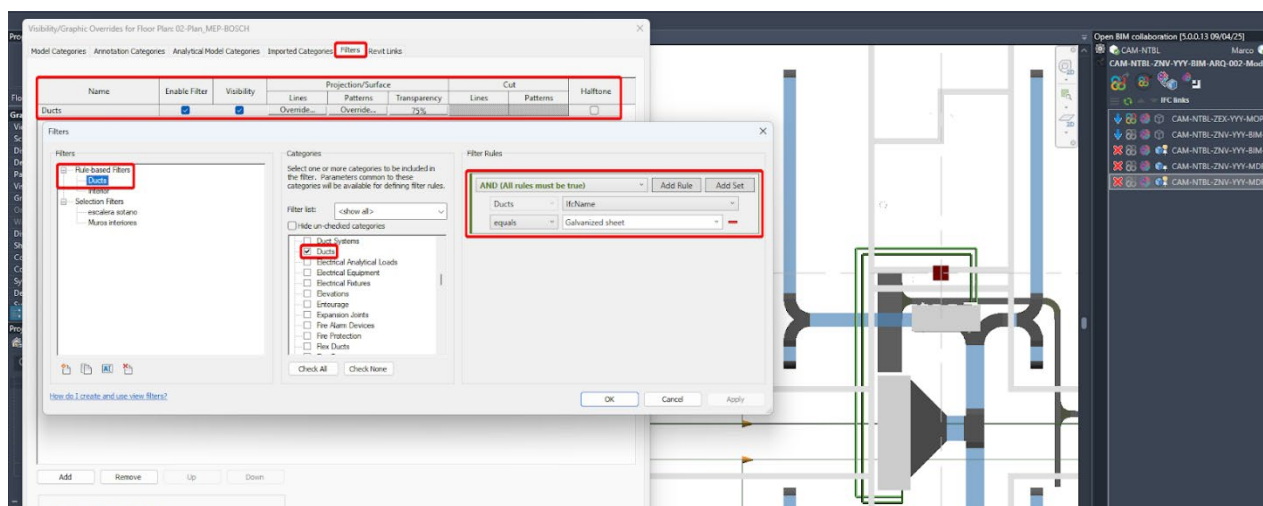 Visibility/Graphic Overrides for Floor Plan: 02-Plan_MEP-BOSCH
Model Categories Annotation Categories Analytical Model Categories Imported Categories Filters Revit Links
Name Enable Filter Visibility Projection/Surface Cut Halftone
Lines Patterns Transparency Lines Patterns
Ducts Override... Override... 75%
Filters
Filters
Rule-based Filters
Ducts
Interior
Selection Filters
escalera sotano
Muros interiores
Categories
Select one or more categories to be included in
the filter. Parameters common to these
categories will be available for defining filter rules.
Filter list: <show all>
Hide un-checked categories
Duct Systems
Ducts
Electrical Analytical Loads
Electrical Equipment
Electrical Fixtures
Elevations
Entourage
Expansion Joints
Fire Alarm Devices
Fire Protection
Flex Ducts
Check All Check None
Filter Rules
AND (All rules must be true) Add Rule Add Set
Ducts IfcName
equals Galvanized sheet
How do I create and use view filters?
OK Cancel Apply
Add Remove Up Down
Open BIM collaboration [5.0.0.13 09/04/25]
CAM-NTBL Marco
CAM-NTBL-ZNV-YYY-BIM-ARQ-002-Mod
IFC links
CAM-NTBL-ZEX-YYY-MOP
CAM-NTBL-ZNV-YYY-BIM-
CAM-NTBL-ZNV-YYY-BIM-
CAM-NTBL-ZNV-YYY-MDF
CAM-NTBL-ZNV-YYY-MDF